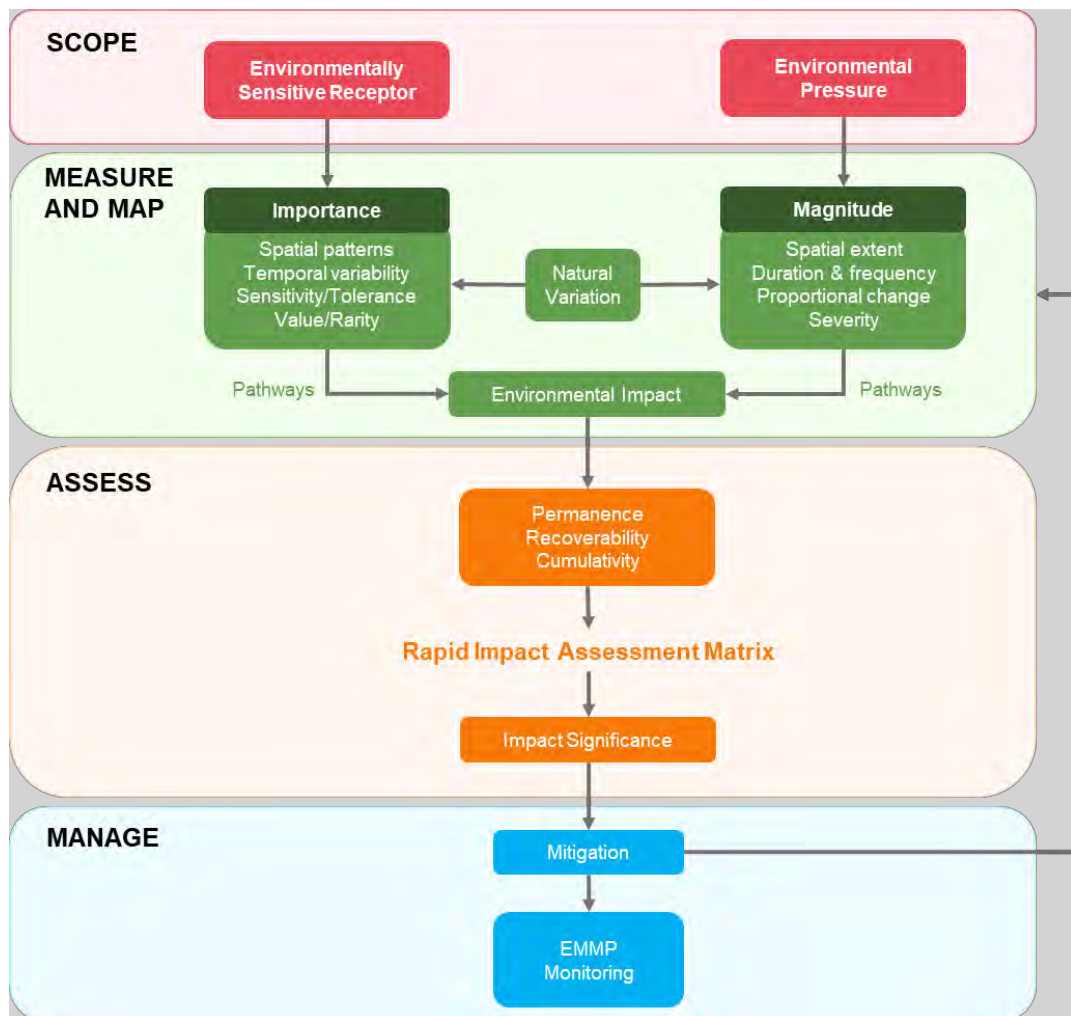 SCOPE
Environmentally
Sensitive Receptor
Environmental
Pressure
MEASURE
AND MAP
Importance
Spatial patterns
Temporal variability
Sensitivity/Tolerance
Value/Rarity
Natural
Variation
Magnitude
Spatial extent
Duration & frequency
Proportional change
Severity
Pathways
Environmental Impact
Pathways
ASSESS
Permanence
Recoverability
Cumulativity
Rapid Impact Assessment Matrix
Impact Significance
MANAGE
Mitigation
EMMP
Monitoring